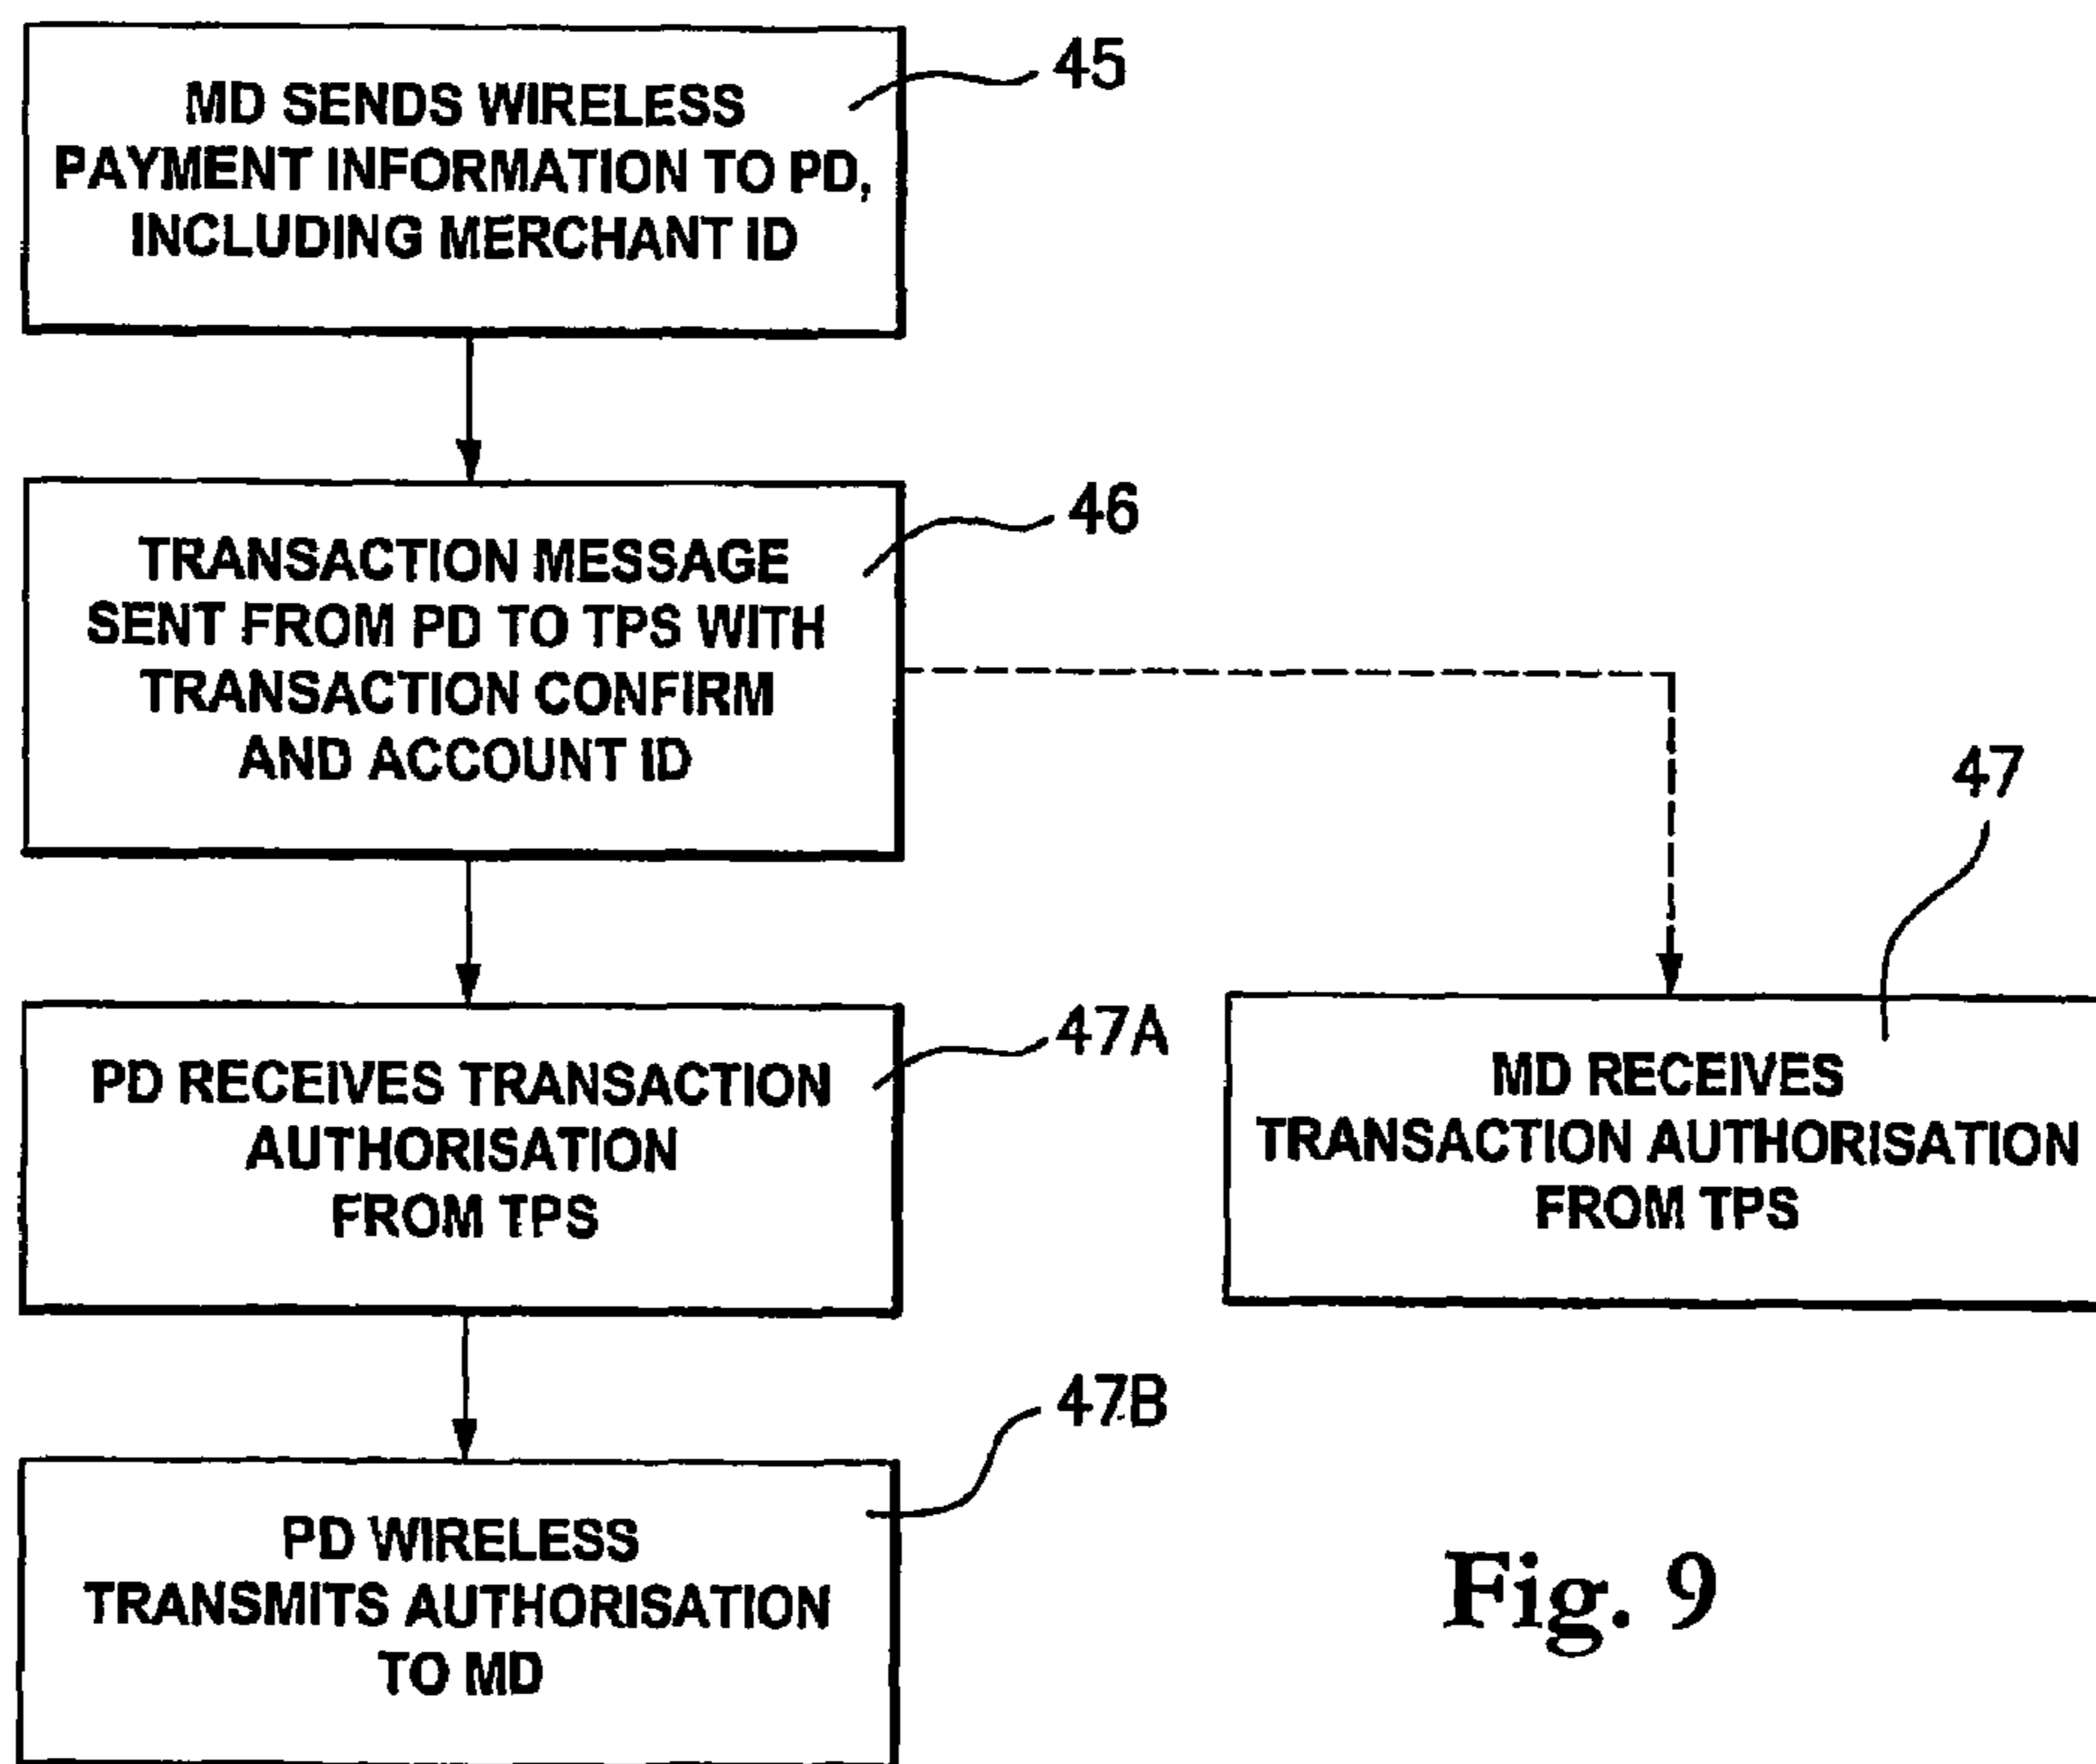 MD SENDS WIRELESS
PAYMENT INFORMATION TO PD,
INCLUDING MERCHANT ID
45
TRANSACTION MESSAGE
SENT FROM PD TO TPS WITH
TRANSACTION CONFIRM
AND ACCOUNT ID
46
47
PD RECEIVES TRANSACTION
AUTHORISATION
FROM TPS
47A
MD RECEIVES
TRANSACTION AUTHORISATION
FROM TPS
PD WIRELESS
TRANSMITS AUTHORISATION
TO MD
47B
Fig. 9